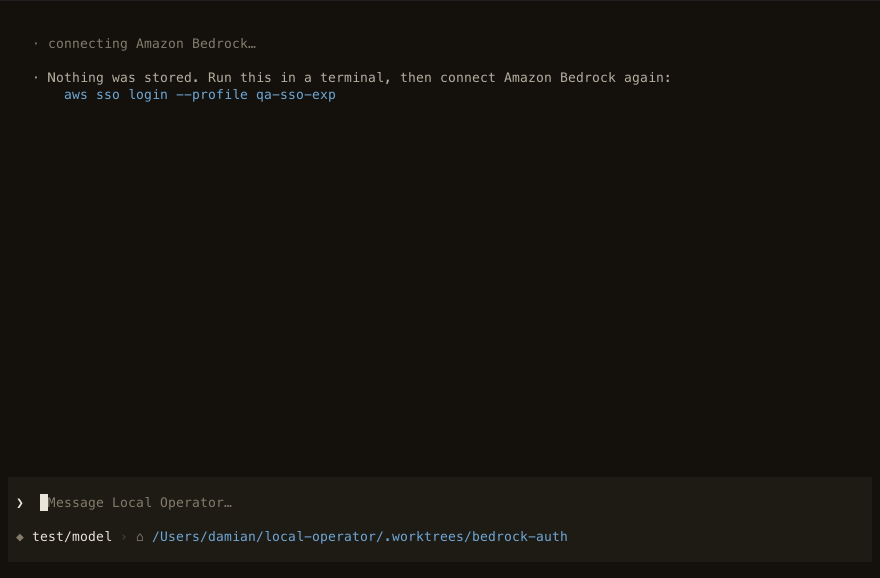 · connecting Amazon Bedrock…
· Nothing was stored. Run this in a terminal, then connect Amazon Bedrock again:
aws sso login --profile qa-sso-exp
❯ Message Local Operator…
◆ test/model › ⌂ /Users/damian/local-operator/.worktrees/bedrock-auth